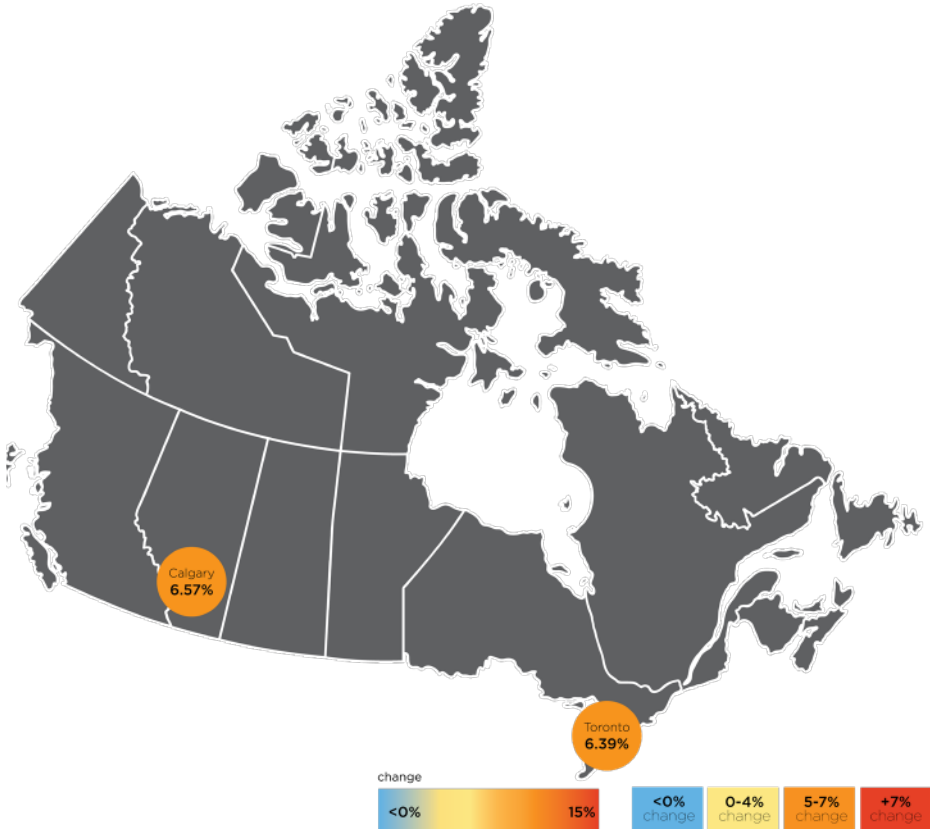 Calgary
6.57%
Toronto
6.39%
change
<0%
15%
<0%
change
0-4%
change
5-7%
change
+7%
change